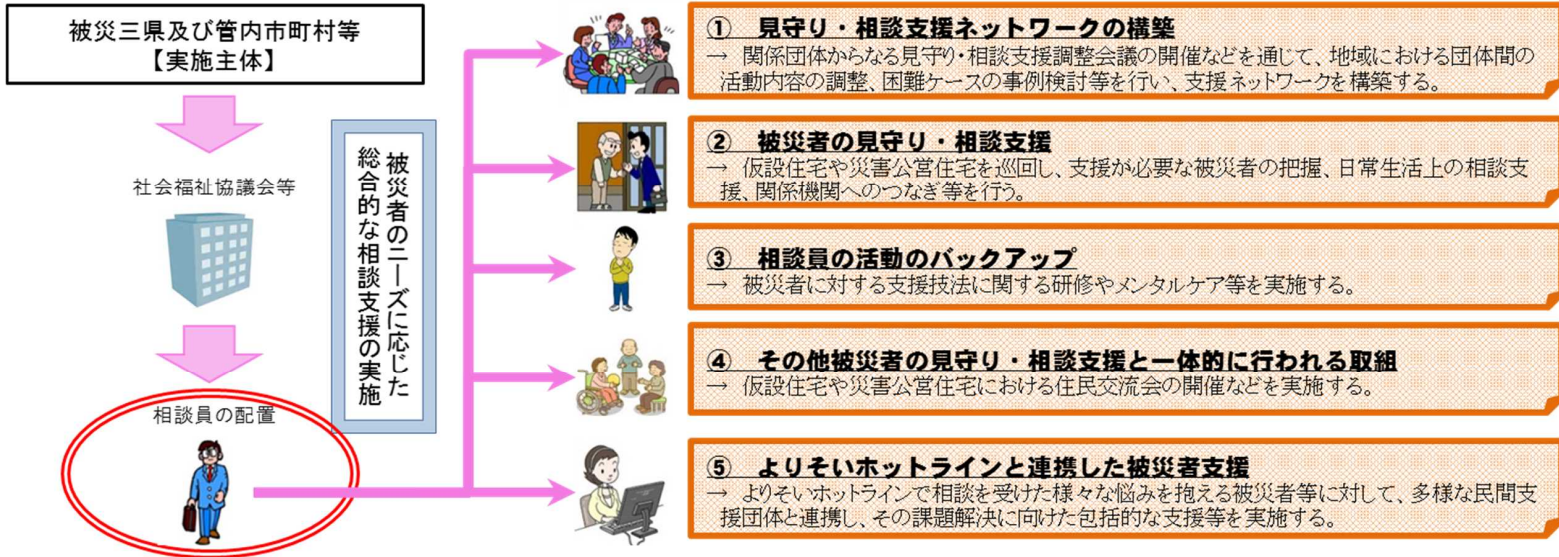 被災三県及び管内市町村等
【実施主体】
社会福祉協議会等
相談員の配置
被災者のニーズに応じた
総合的な相談支援の実施
① 見守り・相談支援ネットワークの構築
→ 関係団体からなる見守り・相談支援調整会議の開催などを通じて、地域における団体間の
活動内容の調整、困難ケースの事例検討等を行い、支援ネットワークを構築する。
② 被災者の見守り・相談支援
→ 仮設住宅や災害公営住宅を巡回し、支援が必要な被災者の把握、日常生活上の相談支
援、関係機関へのつなぎ等を行う。
③ 相談員の活動のバックアップ
→ 被災者に対する支援技法に関する研修やメンタルケア等を実施する。
④ その他被災者の見守り・相談支援と一体的に行われる取組
→ 仮設住宅や災害公営住宅における住民交流会の開催などを実施する。
⑤ よりそいホットラインと連携した被災者支援
→ よりそいホットラインで相談を受けた様々な悩みを抱える被災者等に対して、多様な民間支
援団体と連携し、その課題解決に向けた包括的な支援等を実施する。